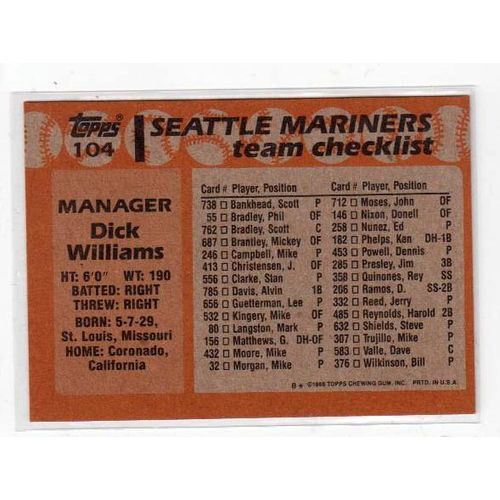 Topps®
104
SEATTLE MARINERS
team checklist
MANAGER
Dick
Williams
HT: 6'0" WT: 190
BATTED: RIGHT
THREW: RIGHT
BORN: 5-7-29,
St. Louis, Missouri
HOME: Coronado,
California
Card # Player, Position
738 □ Bankhead, Scott P
55 □ Bradley, Phil OF
762 □ Bradley, Scott C
687 □ Brantley, Mickey OF
246 □ Campbell, Mike P
413 □ Christensen, J. OF
556 □ Clarke, Stan P
785 □ Davis, Alvin 1B
656 □ Guetterman, Lee P
532 □ Kingery, Mike OF
80 □ Langston, Mark P
156 □ Matthews, G. DH-OF
432 □ Moore, Mike P
32 □ Morgan, Mike P
Card # Player, Position
712 □ Moses, John OF
146 □ Nixon, Donell OF
258 □ Nunez, Ed P
182 □ Phelps, Kan DH-1B
453 □ Powell, Dennis P
285 □ Presley, Jim 3B
358 □ Quinones, Rey SS
206 □ Ramos, D. SS-2B
332 □ Reed, Jerry P
485 □ Reynolds, Harold 2B
632 □ Shields, Steve P
307 □ Trujillo, Mike P
583 □ Valle, Dave C
376 □ Wilkinson, Bill P
B* ©1988 TOPPS CHEWING GUM, INC. PRTD. IN U.S.A.